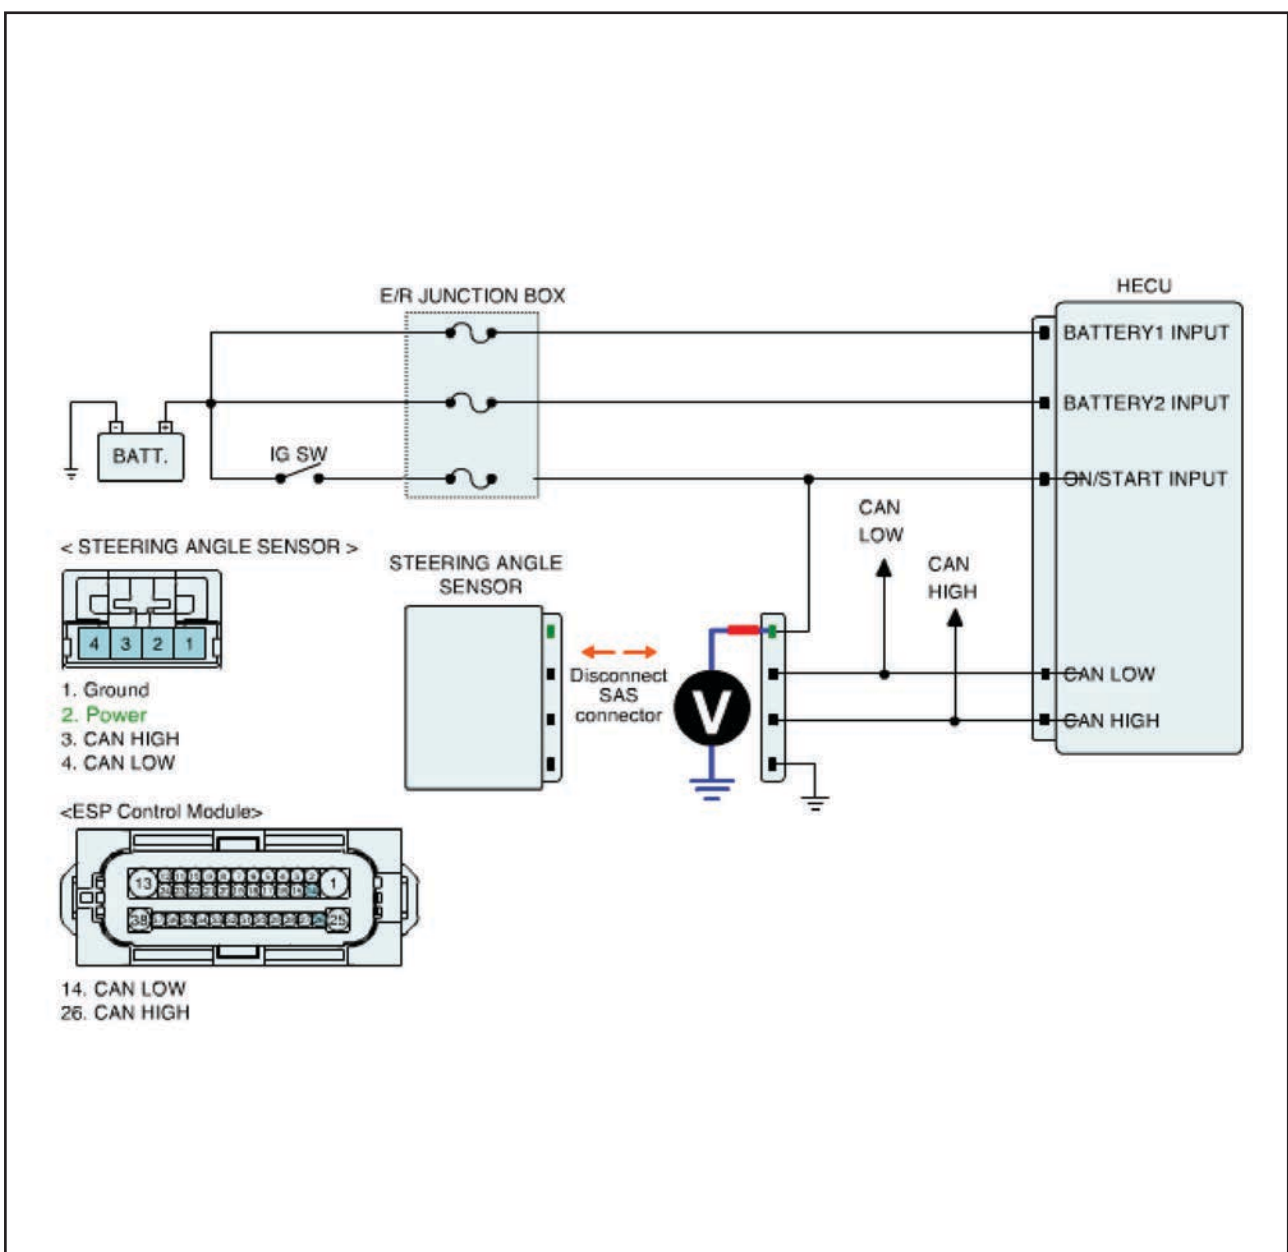 E/R JUNCTION BOX
HECU
BATTERY1 INPUT
BATTERY2 INPUT
- +
BATT.
IG SW
ON/START INPUT
CAN
LOW
CAN
HIGH
< STEERING ANGLE SENSOR >
4 3 2 1
1. Ground
2. Power
3. CAN HIGH
4. CAN LOW
STEERING ANGLE
SENSOR
Disconnect
SAS
connector
V
CAN LOW
CAN HIGH
<ESP Control Module>
13 1
38 25
14. CAN LOW
26. CAN HIGH